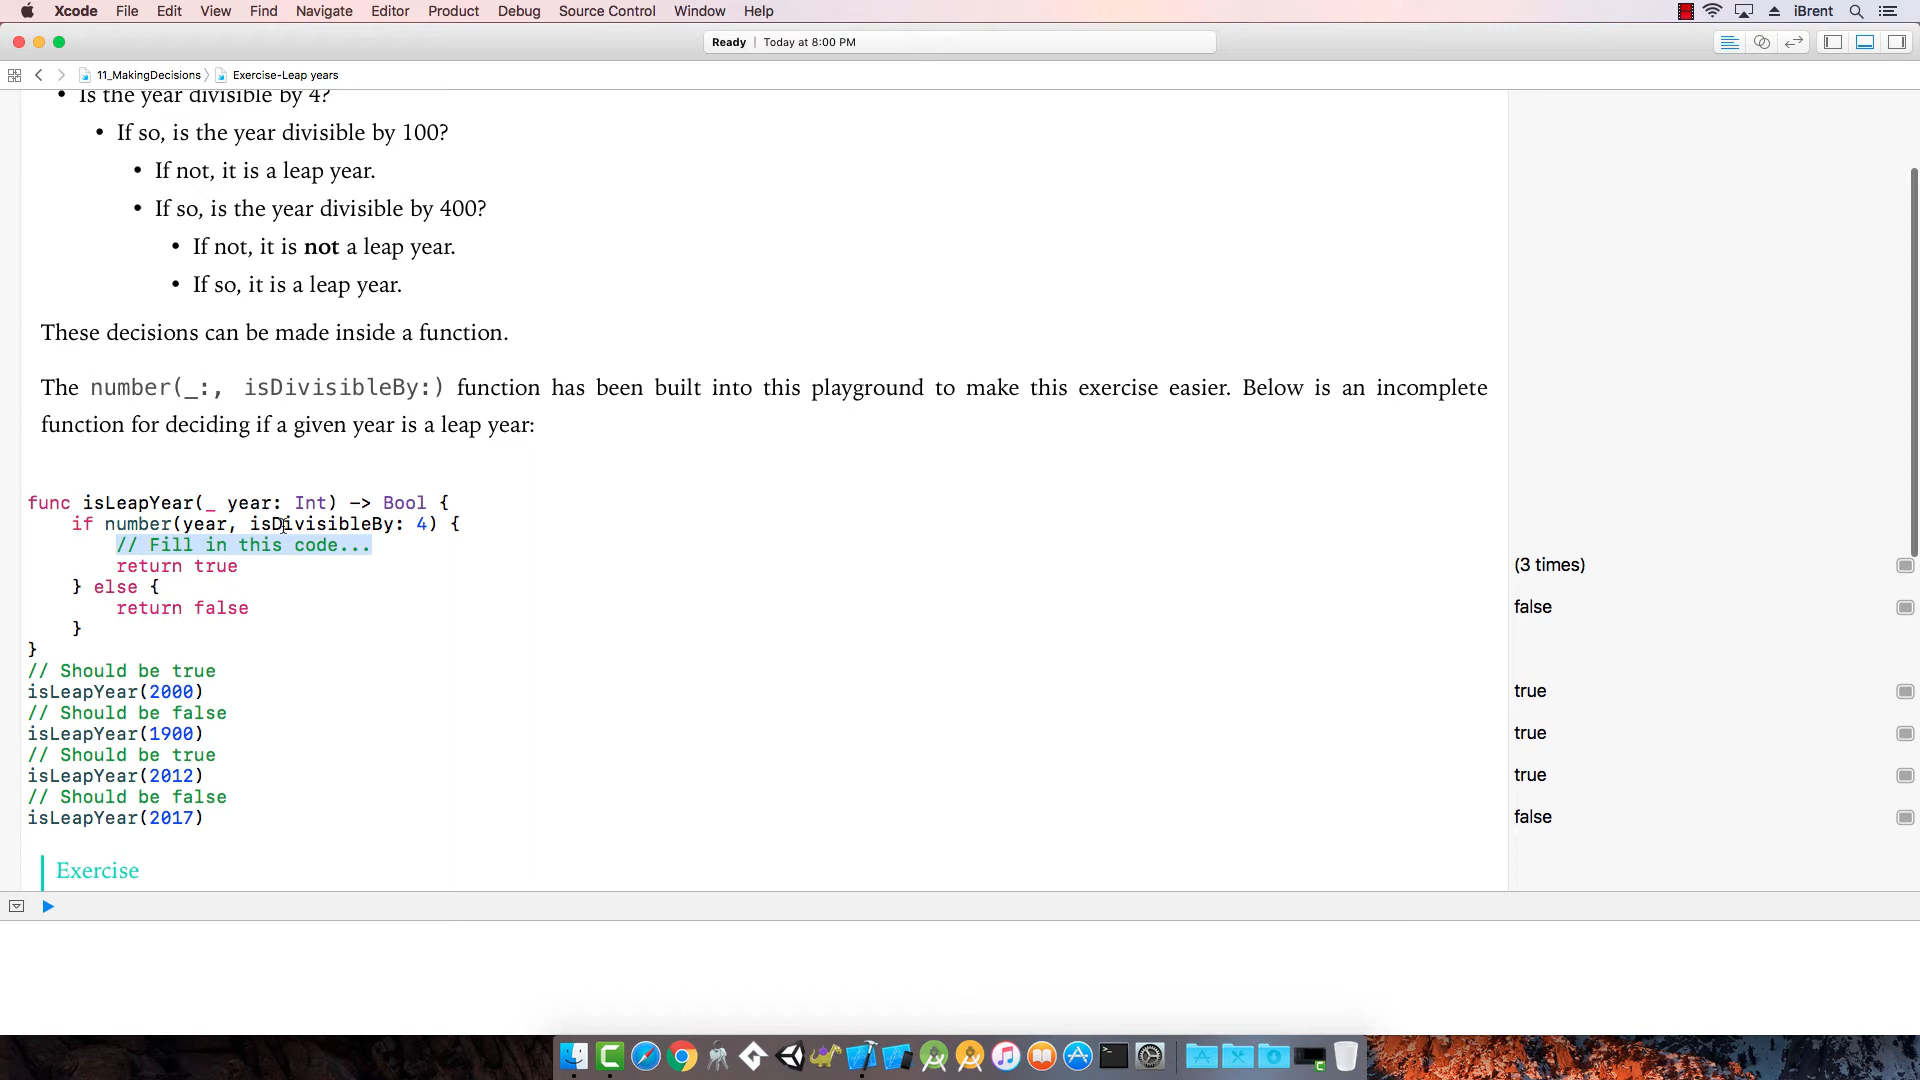 Xcode File Edit View Find Navigate Editor Product Debug Source Control Window Help iBrent
Ready | Today at 8:00 PM
11_MakingDecisions Exercise-Leap years
• Is the year divisible by 4?
• If so, is the year divisible by 100?
• If not, it is a leap year.
• If so, is the year divisible by 400?
• If not, it is not a leap year.
• If so, it is a leap year.
These decisions can be made inside a function.
The number(_:, isDivisibleBy:) function has been built into this playground to make this exercise easier. Below is an incomplete
function for deciding if a given year is a leap year:
func isLeapYear(_ year: Int) -> Bool {
if number(year, isDivisibleBy: 4) {
// Fill in this code...
return true (3 times)
} else {
return false false
}
}
// Should be true
isLeapYear(2000) true
// Should be false
isLeapYear(1900) true
// Should be true
isLeapYear(2012) true
// Should be false
isLeapYear(2017) false
Exercise